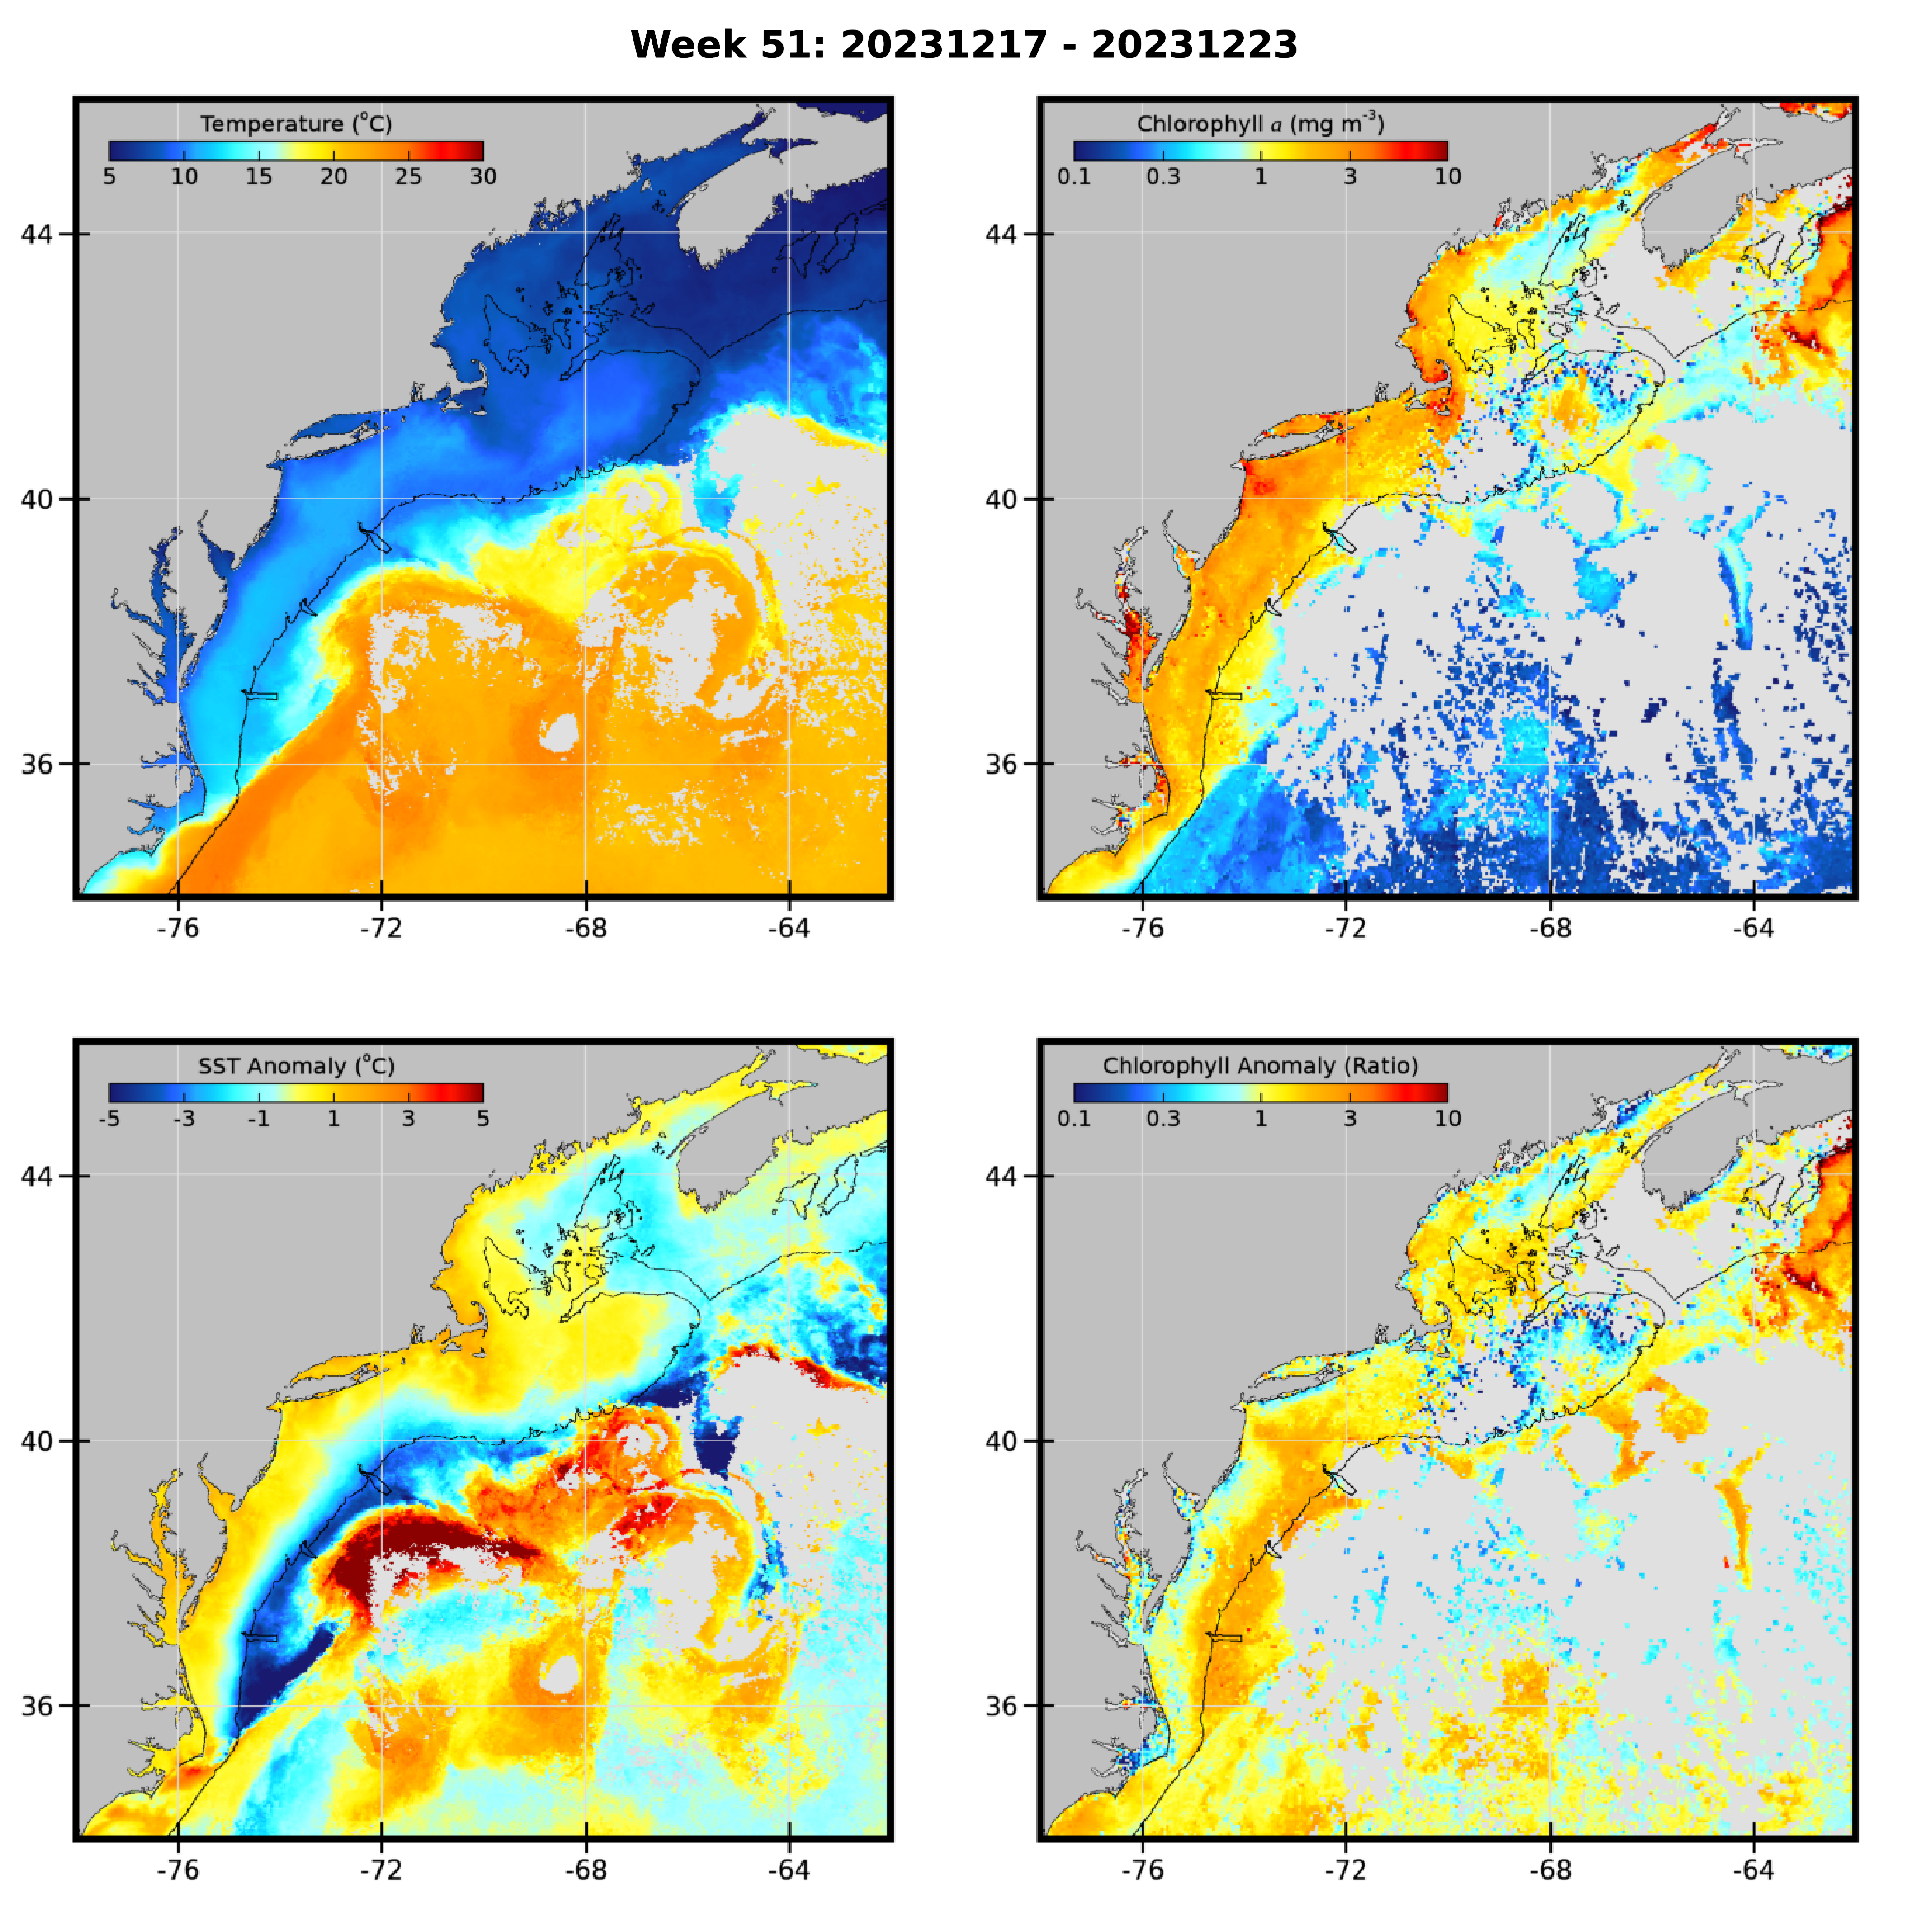 Week 51: 20231217 - 20231223
Temperature (°C)
5 10 15 20 25 30
44
40
36
-76 -72 -68 -64
Chlorophyll a (mg m⁻³)
0.1 0.3 1 3 10
44
40
36
-76 -72 -68 -64
SST Anomaly (°C)
-5 -3 -1 1 3 5
44
40
36
-76 -72 -68 -64
Chlorophyll Anomaly (Ratio)
0.1 0.3 1 3 10
44
40
36
-76 -72 -68 -64